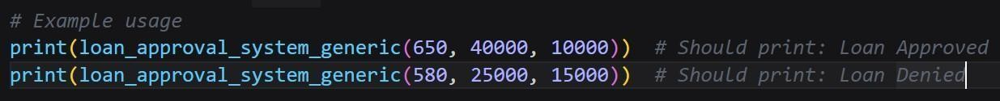 # Example usage
print(loan_approval_system_generic(650, 40000, 10000))  # Should print: Loan Approved
print(loan_approval_system_generic(580, 25000, 15000))  # Should print: Loan Denied